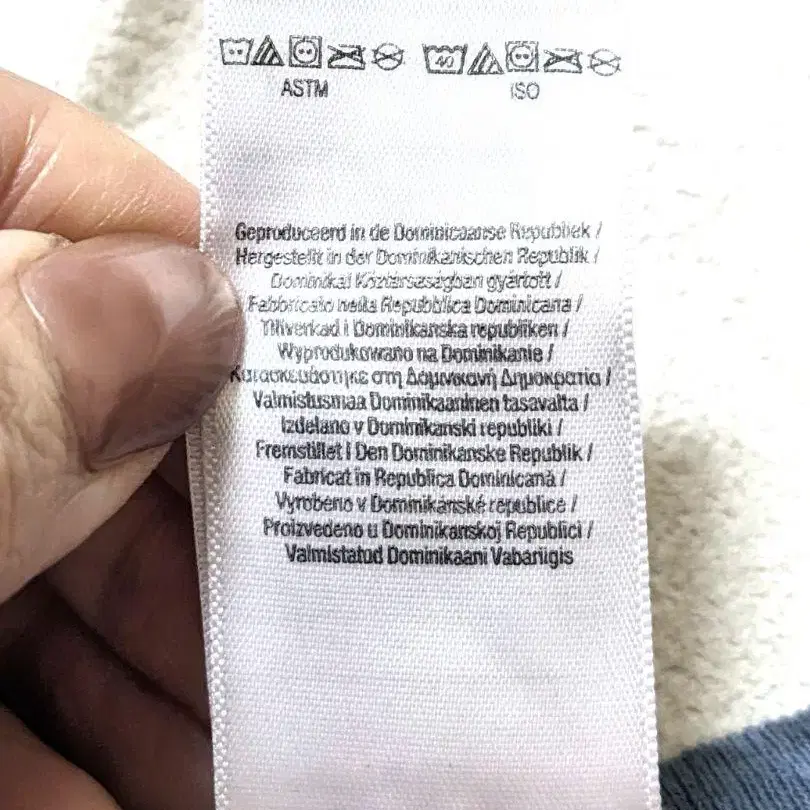 40
ASTM ISO
Geproduceerd in de Dominicaanse Republiek /
Hergestellt in der Dominikanischen Republik /
Dominikai Köztársaságban gyártott /
Fabbricato nella Repubblica Dominicana /
Tillverkad i Dominikanska republiken /
Wyprodukowano na Dominikanie /
Κατασκευάστηκε στη Δομινικανή Δημοκρατία /
Valmistusmaa Dominikaaninen tasavalta /
Izdelano v Dominikanski republiki /
Fremstillet i Den Dominikanske Republik /
Fabricat in Republica Dominicană /
Vyrobeno v Dominikánské republice /
Proizvedeno u Dominikanskoj Republici /
Valmistatud Dominikaani Vabariigis